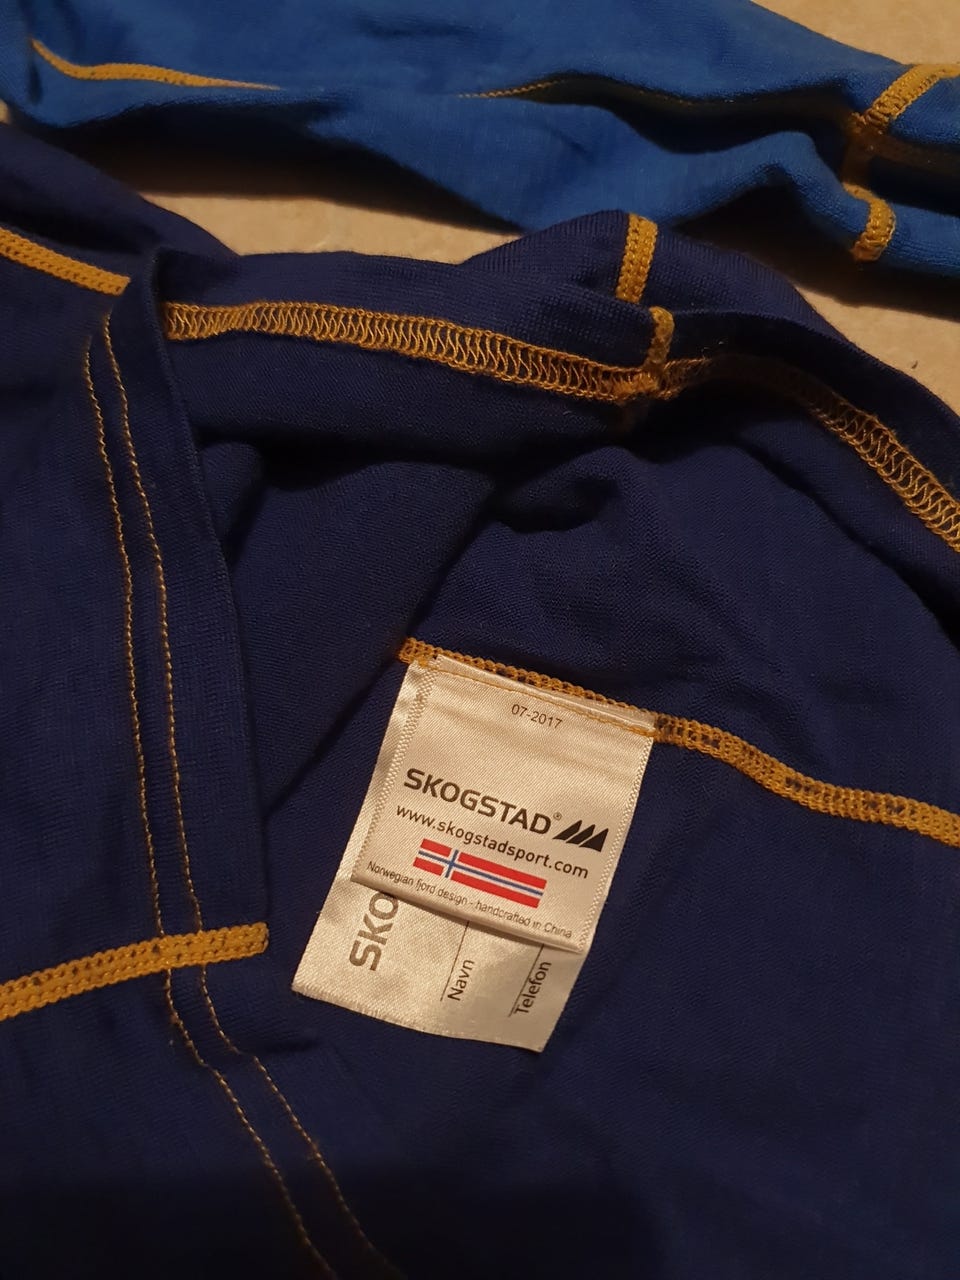 07-2017
SKOGSTAD®
www.skogstadsport.com
Norwegian fjord design - handcrafted in China
SKO
Navn
Telefon